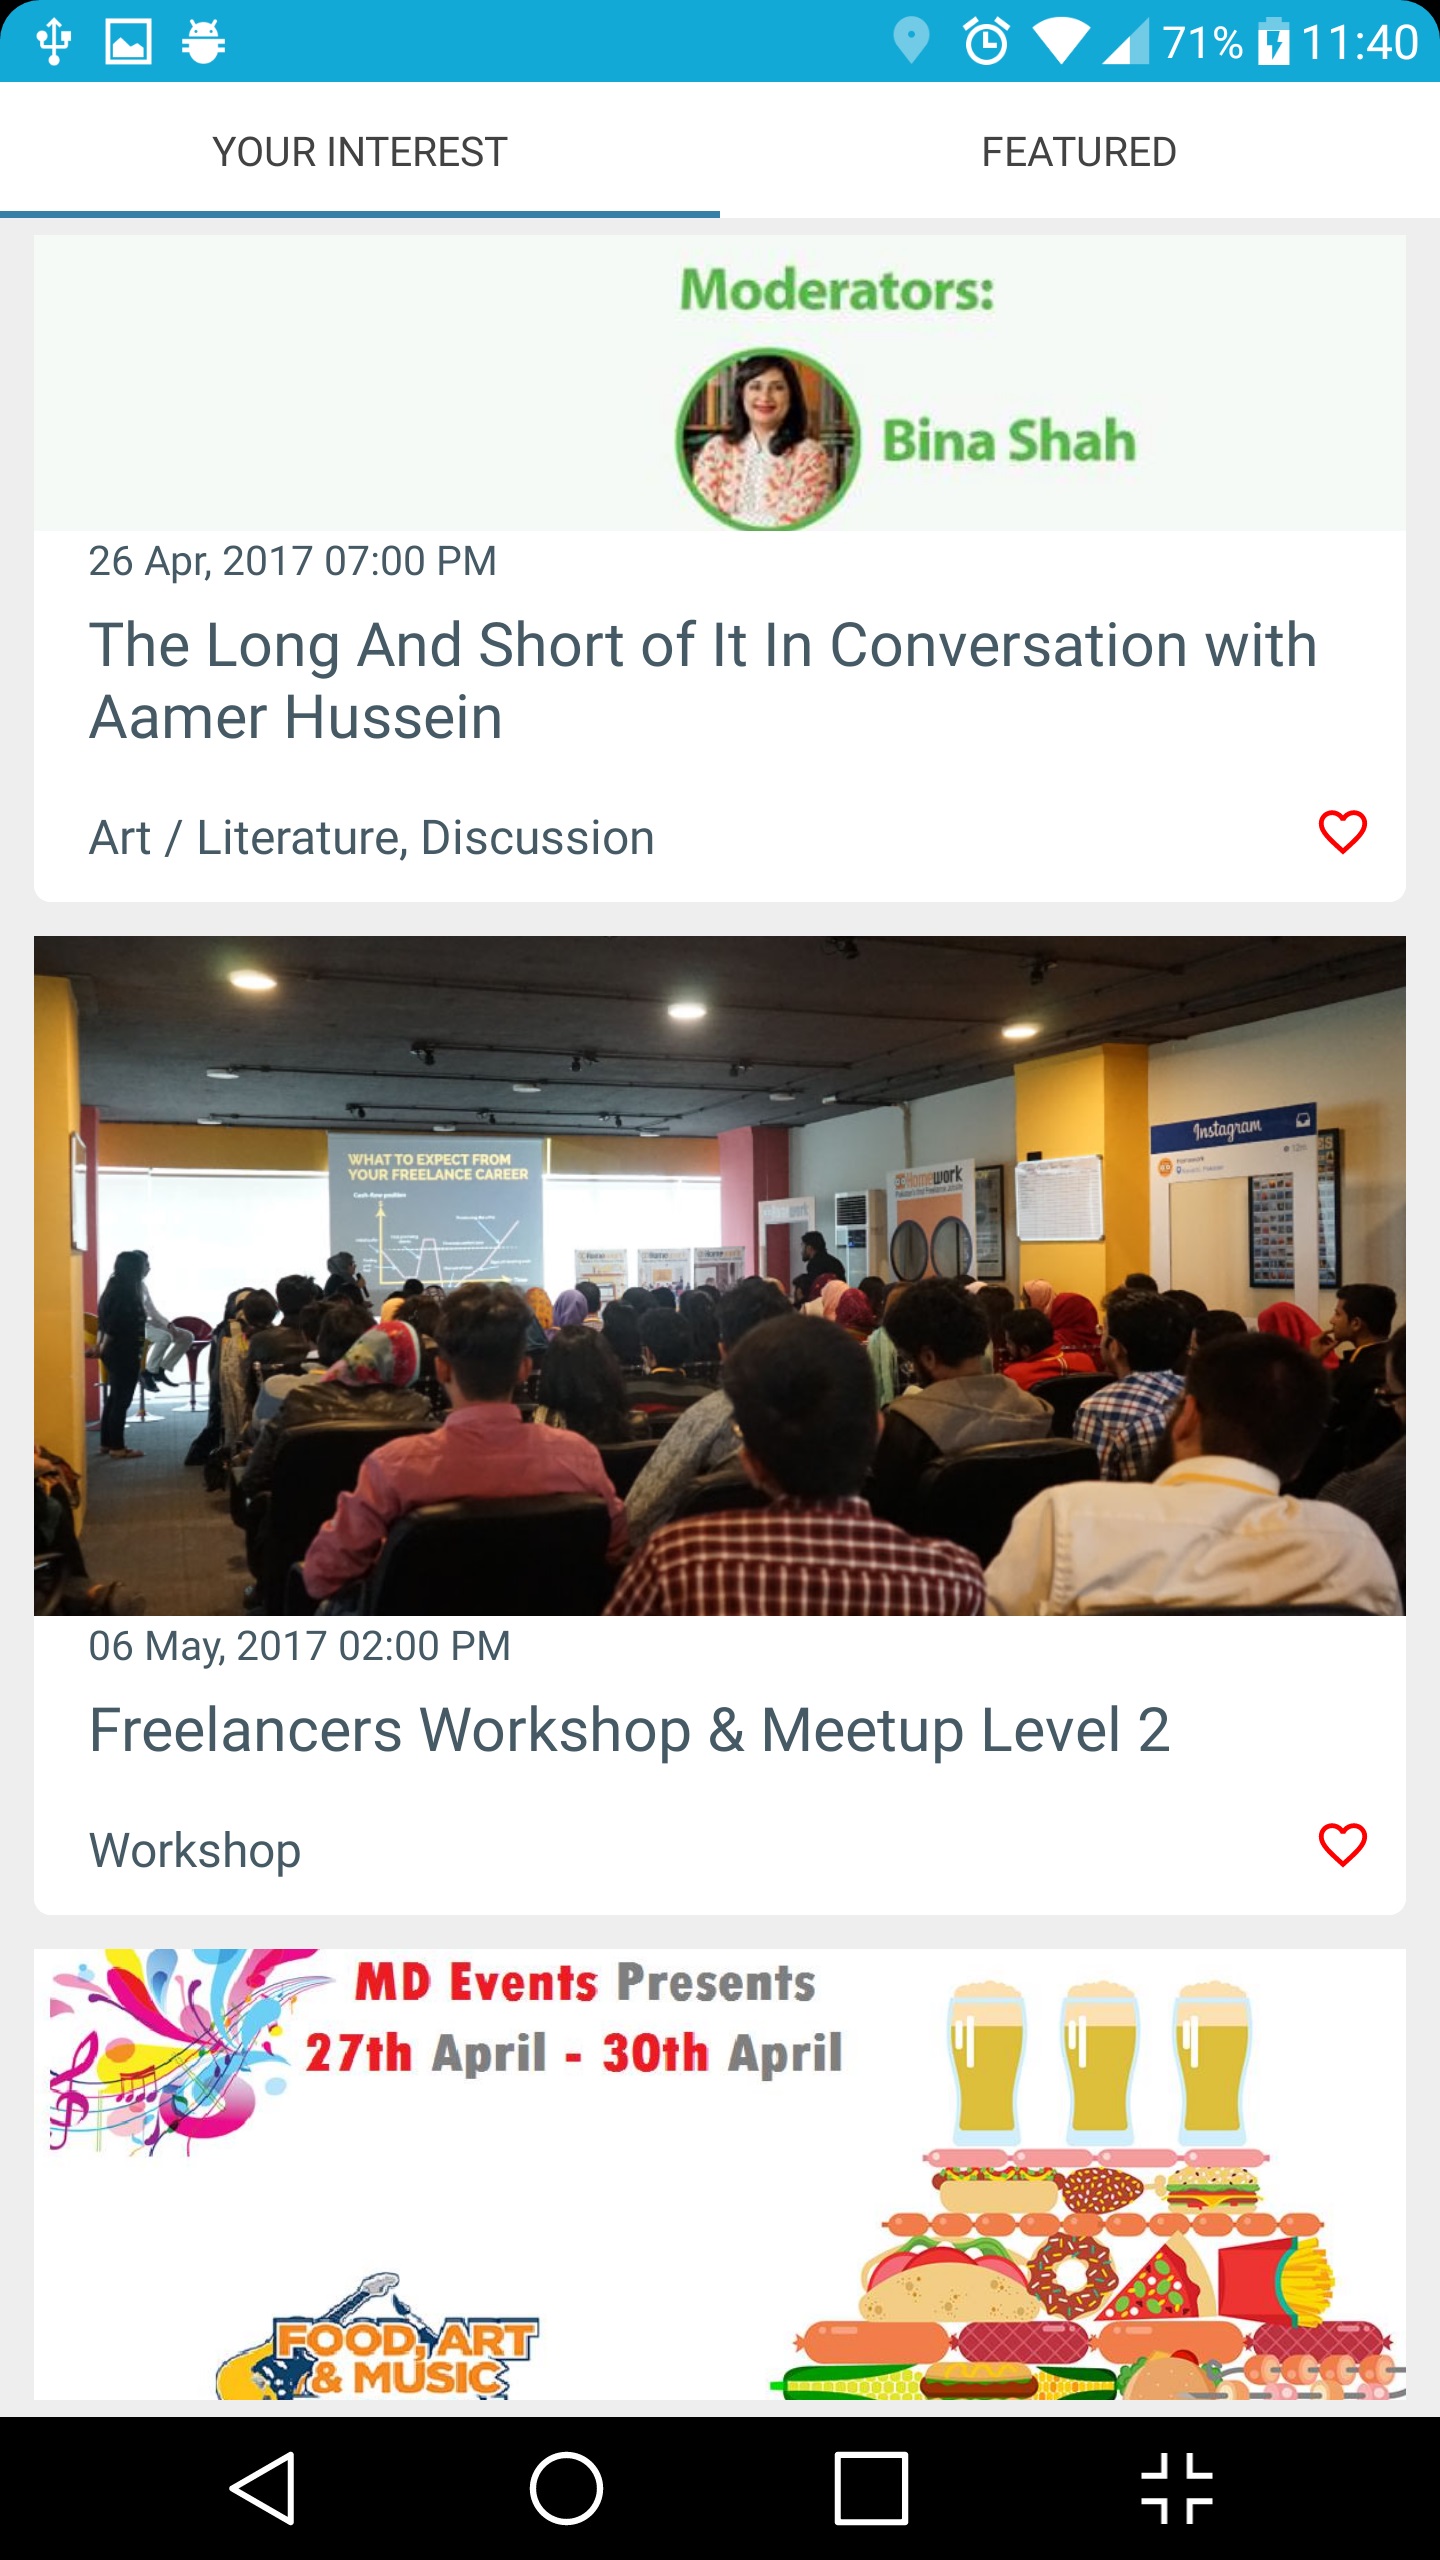 71% 11:40
YOUR INTEREST FEATURED
Moderators:
Bina Shah
26 Apr, 2017 07:00 PM
The Long And Short of It In Conversation with
Aamer Hussein
Art / Literature, Discussion
WHAT TO EXPECT FROM
YOUR FREELANCE CAREER
Cash-flow position
Instagram
Homework
06 May, 2017 02:00 PM
Freelancers Workshop & Meetup Level 2
Workshop
MD Events Presents
27th April - 30th April
FOOD, ART
& MUSIC